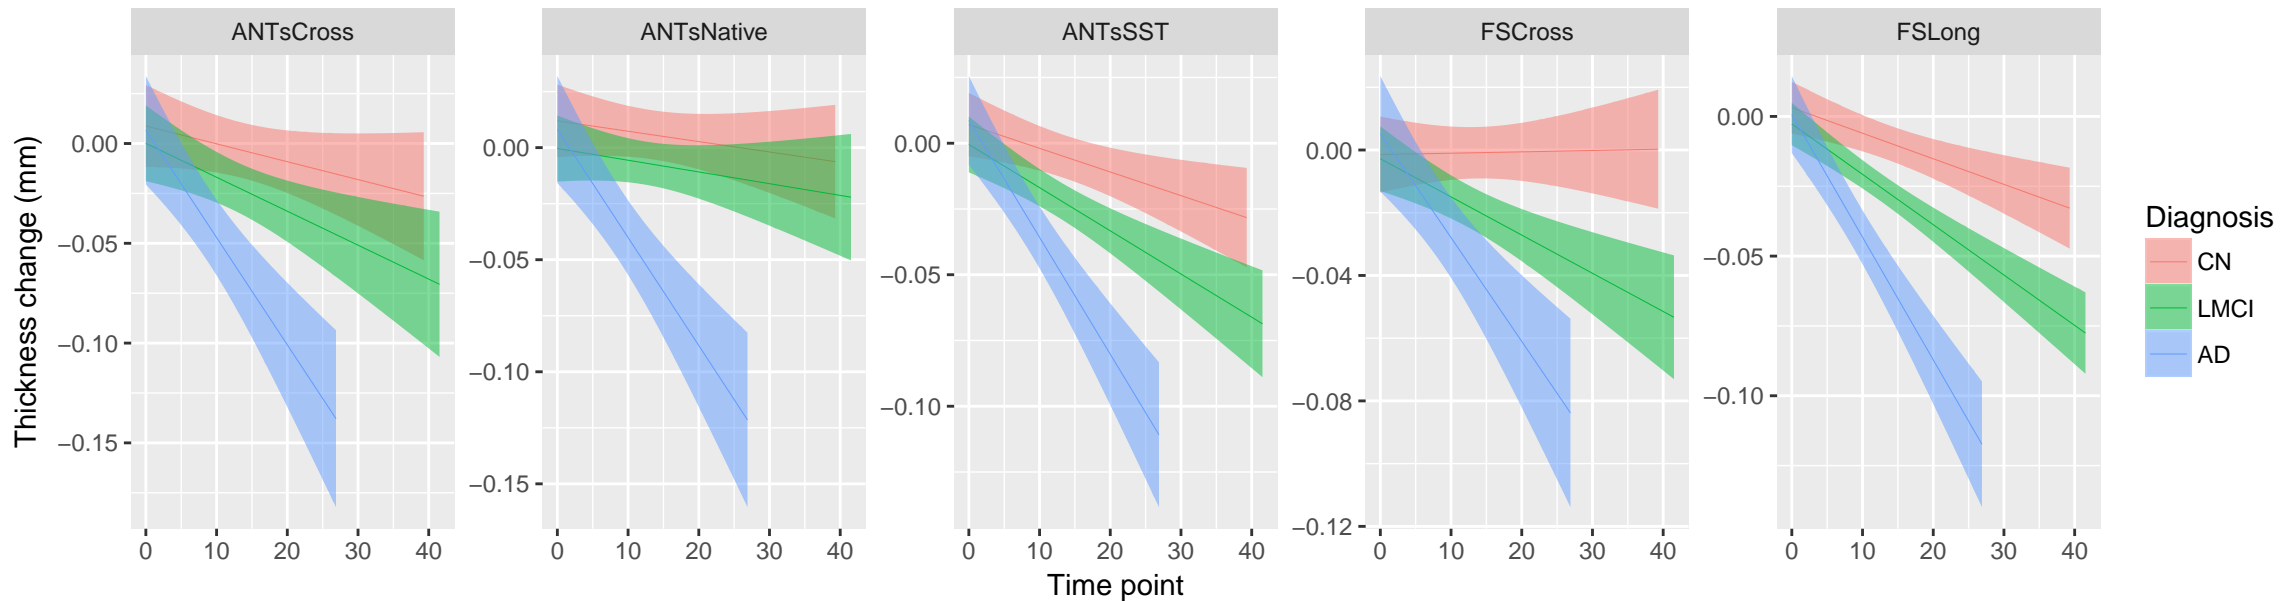 ANTsCross ANTsNative ANTsSST FSCross FSLong
Thickness change (mm)
0.00
−0.05
−0.10
−0.15
0 10 20 30 40
0.00
−0.05
−0.10
−0.15
0 10 20 30 40
0.00
−0.05
−0.10
0 10 20 30 40
0.00
−0.04
−0.08
−0.12
0 10 20 30 40
0.00
−0.05
−0.10
0 10 20 30 40
Time point
Diagnosis
CN
LMCI
AD